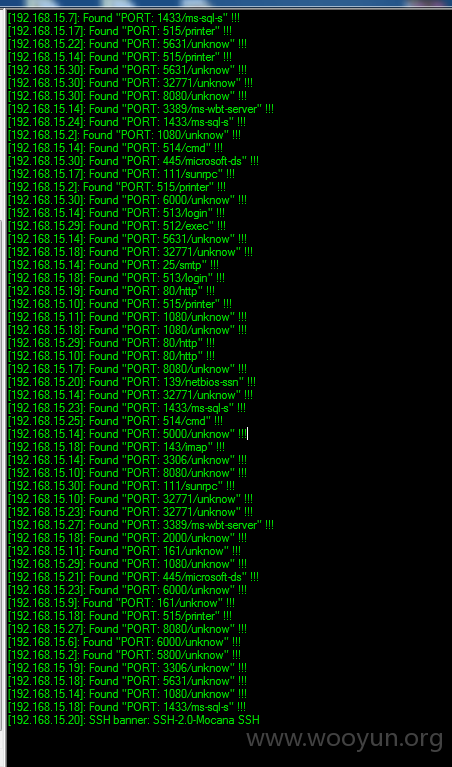 [192.168.15.7]: Found "PORT: 1433/ms-sql-s" !!!
[192.168.15.17]: Found "PORT: 515/printer" !!!
[192.168.15.22]: Found "PORT: 5631/unknow" !!!
[192.168.15.14]: Found "PORT: 515/printer" !!!
[192.168.15.30]: Found "PORT: 5631/unknow" !!!
[192.168.15.30]: Found "PORT: 32771/unknow" !!!
[192.168.15.30]: Found "PORT: 8080/unknow" !!!
[192.168.15.14]: Found "PORT: 3389/ms-wbt-server" !!!
[192.168.15.24]: Found "PORT: 1433/ms-sql-s" !!!
[192.168.15.2]: Found "PORT: 1080/unknow" !!!
[192.168.15.14]: Found "PORT: 514/cmd" !!!
[192.168.15.30]: Found "PORT: 445/microsoft-ds" !!!
[192.168.15.17]: Found "PORT: 111/sunrpc" !!!
[192.168.15.2]: Found "PORT: 515/printer" !!!
[192.168.15.30]: Found "PORT: 6000/unknow" !!!
[192.168.15.14]: Found "PORT: 513/login" !!!
[192.168.15.29]: Found "PORT: 512/exec" !!!
[192.168.15.14]: Found "PORT: 5631/unknow" !!!
[192.168.15.18]: Found "PORT: 32771/unknow" !!!
[192.168.15.14]: Found "PORT: 25/smtp" !!!
[192.168.15.18]: Found "PORT: 513/login" !!!
[192.168.15.19]: Found "PORT: 80/http" !!!
[192.168.15.10]: Found "PORT: 515/printer" !!!
[192.168.15.11]: Found "PORT: 1080/unknow" !!!
[192.168.15.18]: Found "PORT: 1080/unknow" !!!
[192.168.15.29]: Found "PORT: 80/http" !!!
[192.168.15.10]: Found "PORT: 80/http" !!!
[192.168.15.17]: Found "PORT: 8080/unknow" !!!
[192.168.15.20]: Found "PORT: 139/netbios-ssn" !!!
[192.168.15.14]: Found "PORT: 32771/unknow" !!!
[192.168.15.23]: Found "PORT: 1433/ms-sql-s" !!!
[192.168.15.25]: Found "PORT: 514/cmd" !!!
[192.168.15.14]: Found "PORT: 5000/unknow" !!!
[192.168.15.18]: Found "PORT: 143/imap" !!!
[192.168.15.14]: Found "PORT: 3306/unknow" !!!
[192.168.15.10]: Found "PORT: 8080/unknow" !!!
[192.168.15.30]: Found "PORT: 111/sunrpc" !!!
[192.168.15.10]: Found "PORT: 32771/unknow" !!!
[192.168.15.23]: Found "PORT: 32771/unknow" !!!
[192.168.15.27]: Found "PORT: 3389/ms-wbt-server" !!!
[192.168.15.18]: Found "PORT: 2000/unknow" !!!
[192.168.15.11]: Found "PORT: 161/unknow" !!!
[192.168.15.29]: Found "PORT: 1080/unknow" !!!
[192.168.15.21]: Found "PORT: 445/microsoft-ds" !!!
[192.168.15.23]: Found "PORT: 6000/unknow" !!!
[192.168.15.9]: Found "PORT: 161/unknow" !!!
[192.168.15.18]: Found "PORT: 515/printer" !!!
[192.168.15.27]: Found "PORT: 8080/unknow" !!!
[192.168.15.6]: Found "PORT: 6000/unknow" !!!
[192.168.15.2]: Found "PORT: 5800/unknow" !!!
[192.168.15.19]: Found "PORT: 3306/unknow" !!!
[192.168.15.18]: Found "PORT: 5631/unknow" !!!
[192.168.15.14]: Found "PORT: 1080/unknow" !!!
[192.168.15.18]: Found "PORT: 1433/ms-sql-s" !!!
[192.168.15.20]: SSH banner: SSH-2.0-Mocana SSH
www.wooyun.org